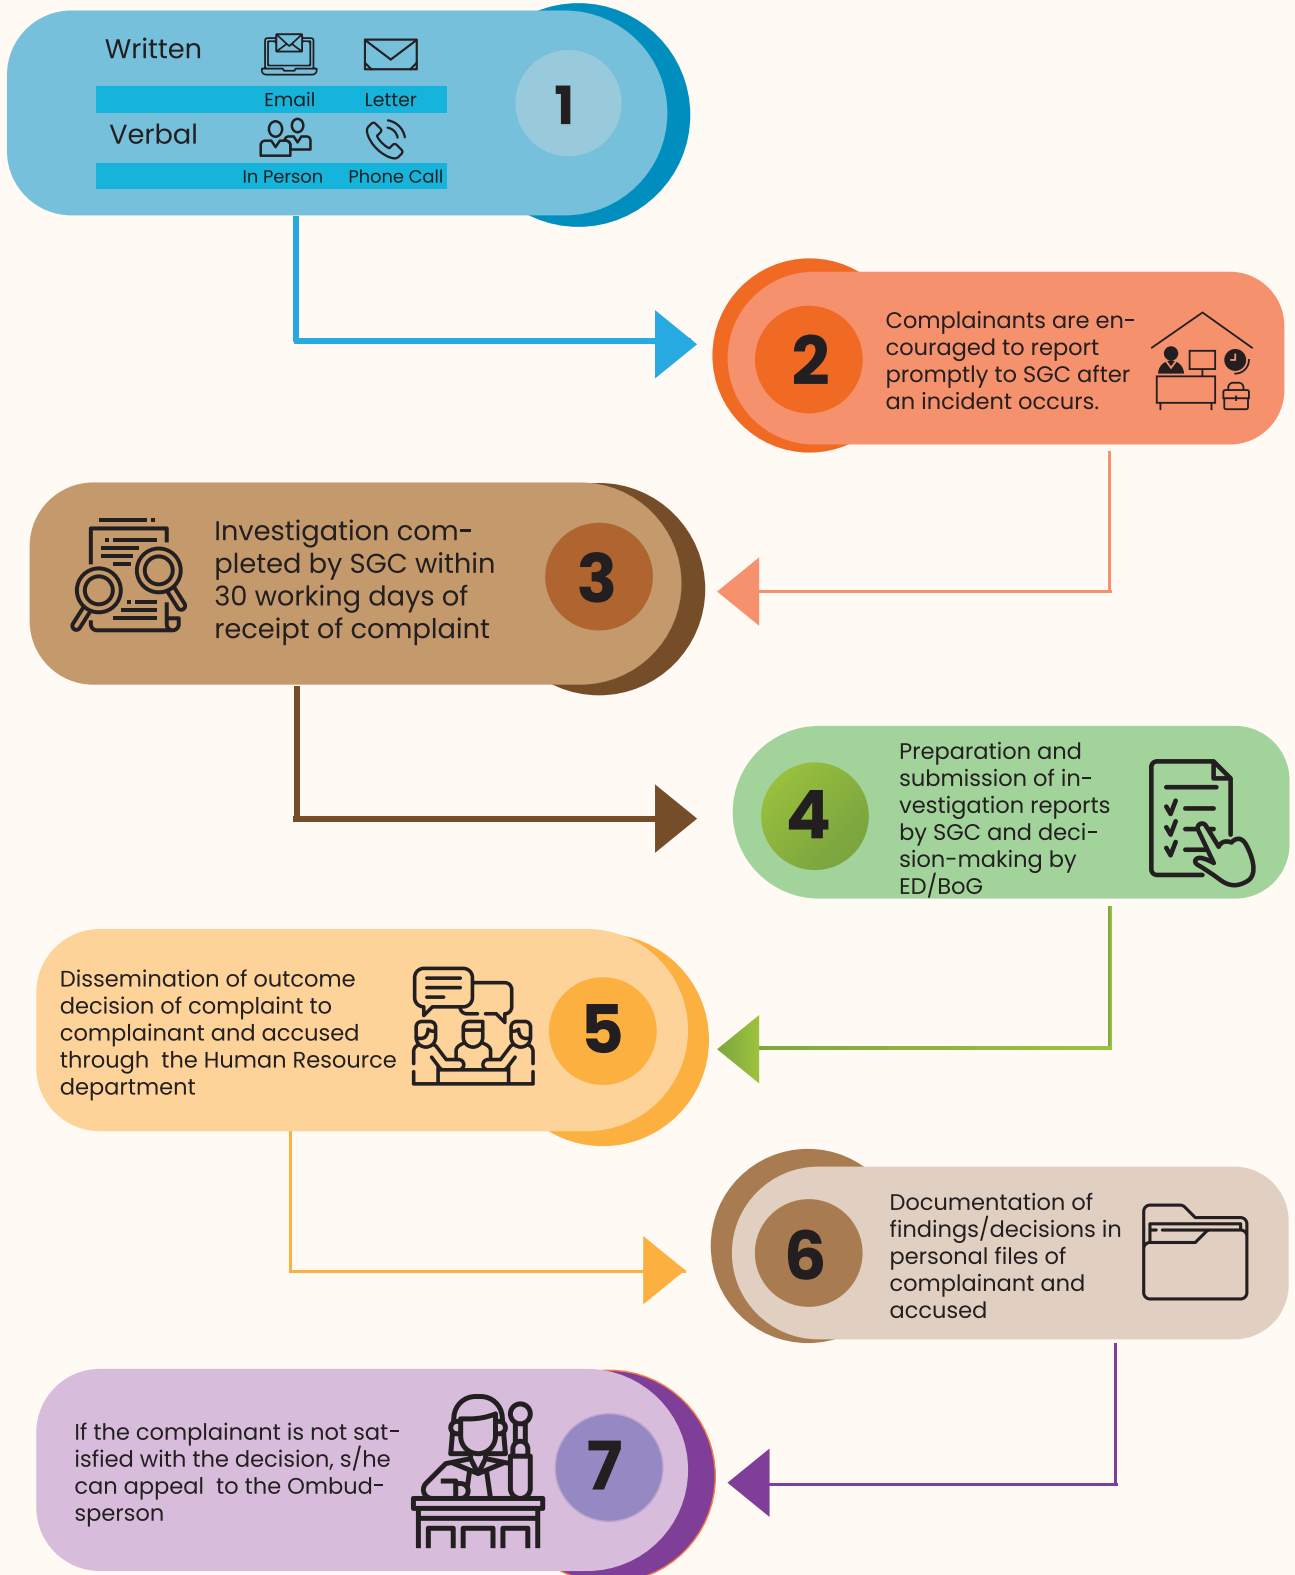 Written
Email Letter
Verbal
In Person Phone Call
1
2
Complainants are en-
couraged to report
promptly to SGC after
an incident occurs.
Investigation com-
pleted by SGC within
30 working days of
receipt of complaint
3
4
Preparation and
submission of in-
vestigation reports
by SGC and deci-
sion-making by
ED/BoG
Dissemination of outcome
decision of complaint to
complainant and accused
through  the Human Resource
department
5
6
Documentation of
findings/decisions in
personal files of
complainant and
accused
If the complainant is not sat-
isfied with the decision, s/he
can appeal  to the Ombud-
sperson
7